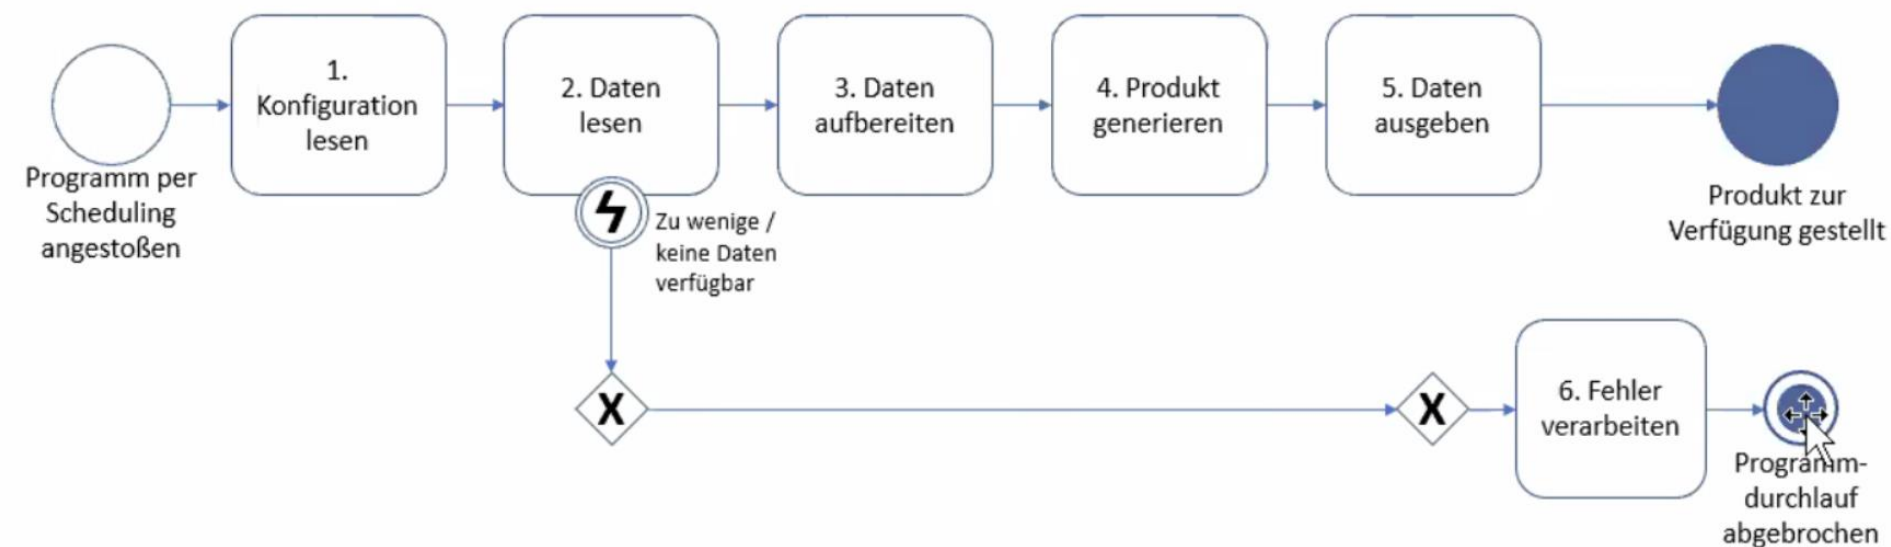 Programm per
Scheduling
angestoßen
1.
Konfiguration
lesen
2. Daten
lesen
3. Daten
aufbereiten
4. Produkt
generieren
5. Daten
ausgeben
Produkt zur
Verfügung gestellt
Zu wenige /
keine Daten
verfügbar
X
X
6. Fehler
verarbeiten
Programm-
durchlauf
abgebrochen